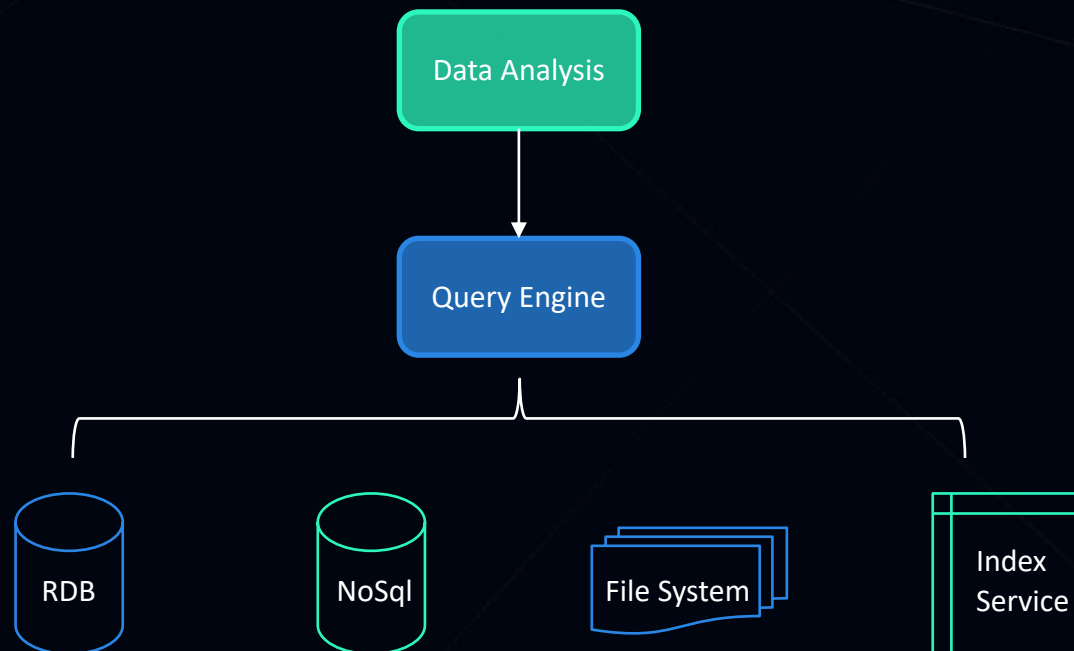 Data Analysis
Query Engine
RDB
NoSql
File System
Index
Service